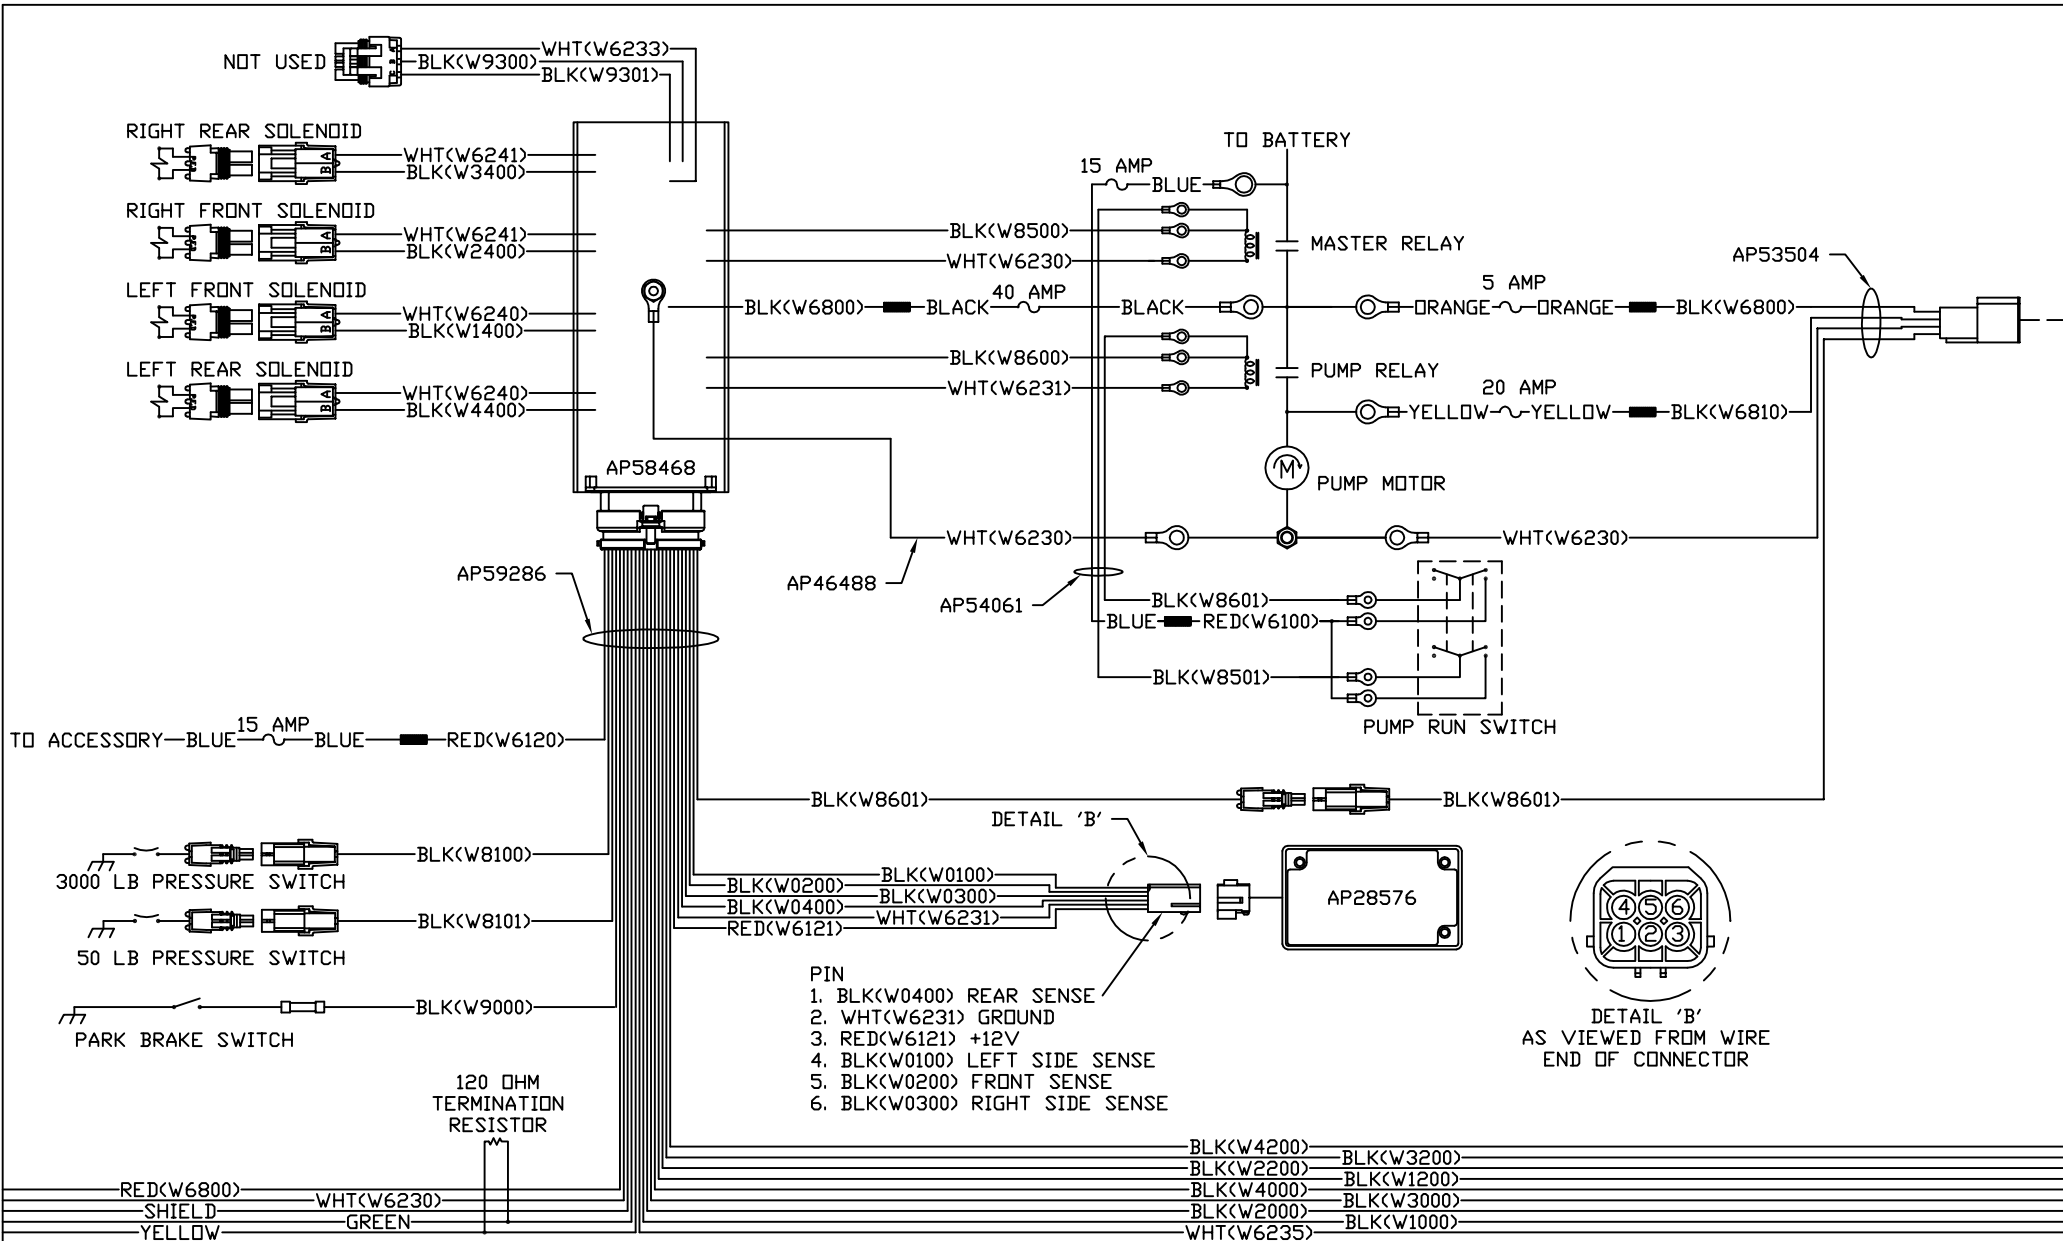 NOT USED
WHT(W6233)
BLK(W9300)
BLK(W9301)
RIGHT REAR SOLENOID
A
B
WHT(W6241)
BLK(W3400)
RIGHT FRONT SOLENOID
A
B
WHT(W6241)
BLK(W2400)
LEFT FRONT SOLENOID
A
B
WHT(W6240)
BLK(W1400)
LEFT REAR SOLENOID
A
B
WHT(W6240)
BLK(W4400)
AP58468
TO BATTERY
15 AMP
BLUE
BLK(W8500)
WHT(W6230)
MASTER RELAY
BLK(W6800)
BLACK
40 AMP
BLACK
5 AMP
ORANGE
ORANGE
BLK(W6800)
AP53504
BLK(W8600)
WHT(W6231)
PUMP RELAY
20 AMP
YELLOW
YELLOW
BLK(W6810)
M
PUMP MOTOR
WHT(W6230)
WHT(W6230)
AP59286
AP46488
AP54061
BLK(W8601)
BLUE
RED(W6100)
BLK(W8501)
PUMP RUN SWITCH
TO ACCESSORY
BLUE
15 AMP
BLUE
RED(W6120)
BLK(W8601)
BLK(W8601)
DETAIL 'B'
BLK(W8100)
3000 LB PRESSURE SWITCH
BLK(W8101)
50 LB PRESSURE SWITCH
BLK(W9000)
PARK BRAKE SWITCH
BLK(W0100)
BLK(W0200)
BLK(W0300)
BLK(W0400)
WHT(W6231)
RED(W6121)
AP28576
4 5 6
1 2 3
DETAIL 'B'
AS VIEWED FROM WIRE
END OF CONNECTOR
PIN
1. BLK(W0400) REAR SENSE
2. WHT(W6231) GROUND
3. RED(W6121) +12V
4. BLK(W0100) LEFT SIDE SENSE
5. BLK(W0200) FRONT SENSE
6. BLK(W0300) RIGHT SIDE SENSE
120 OHM
TERMINATION
RESISTOR
RED(W6800)
WHT(W6230)
SHIELD
GREEN
YELLOW
BLK(W4200)
BLK(W3200)
BLK(W2200)
BLK(W1200)
BLK(W4000)
BLK(W3000)
BLK(W2000)
BLK(W1000)
WHT(W6235)